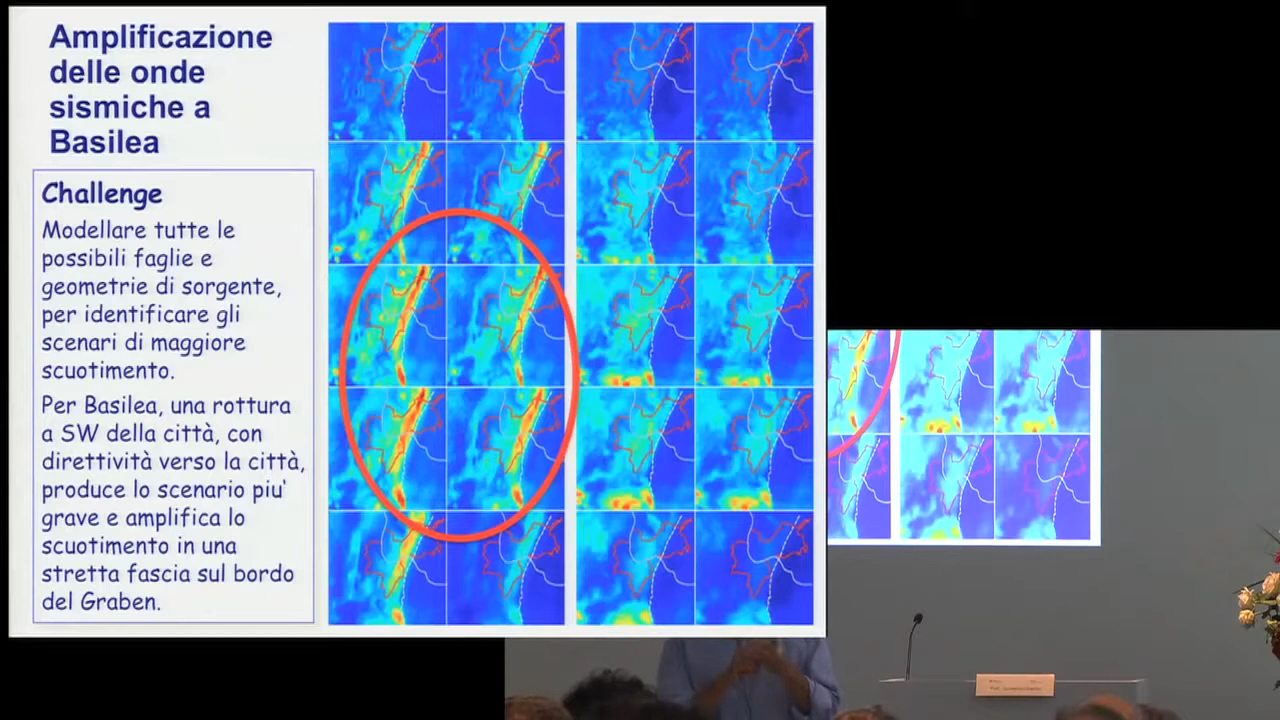 Amplificazione
delle onde
sismiche a
Basilea
Challenge
Modellare tutte le
possibili faglie e
geometrie di sorgente,
per identificare gli
scenari di maggiore
scuotimento.
Per Basilea, una rottura
a SW della città, con
direttività verso la città,
produce lo scenario piu'
grave e amplifica lo
scuotimento in una
stretta fascia sul bordo
del Graben.